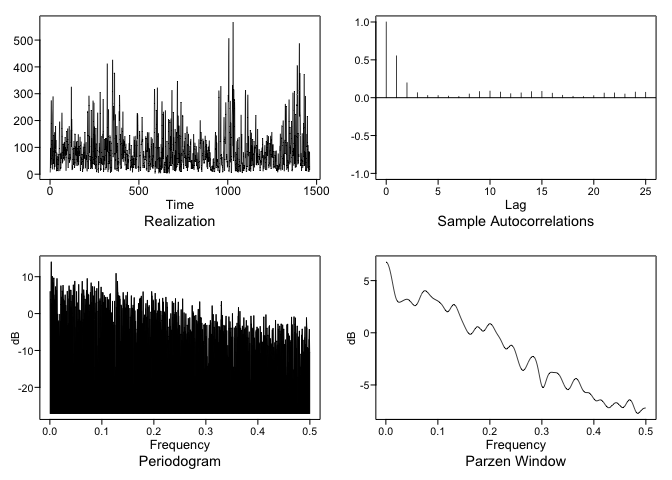 500
400
300
200
100
0
0 500 1000 1500
Time
Realization
1.0
0.5
0.0
-0.5
-1.0
0 5 10 15 20 25
Lag
Sample Autocorrelations
10
0
-10
-20
dB
0.0 0.1 0.2 0.3 0.4 0.5
Frequency
Periodogram
5
0
-5
dB
0.0 0.1 0.2 0.3 0.4 0.5
Frequency
Parzen Window